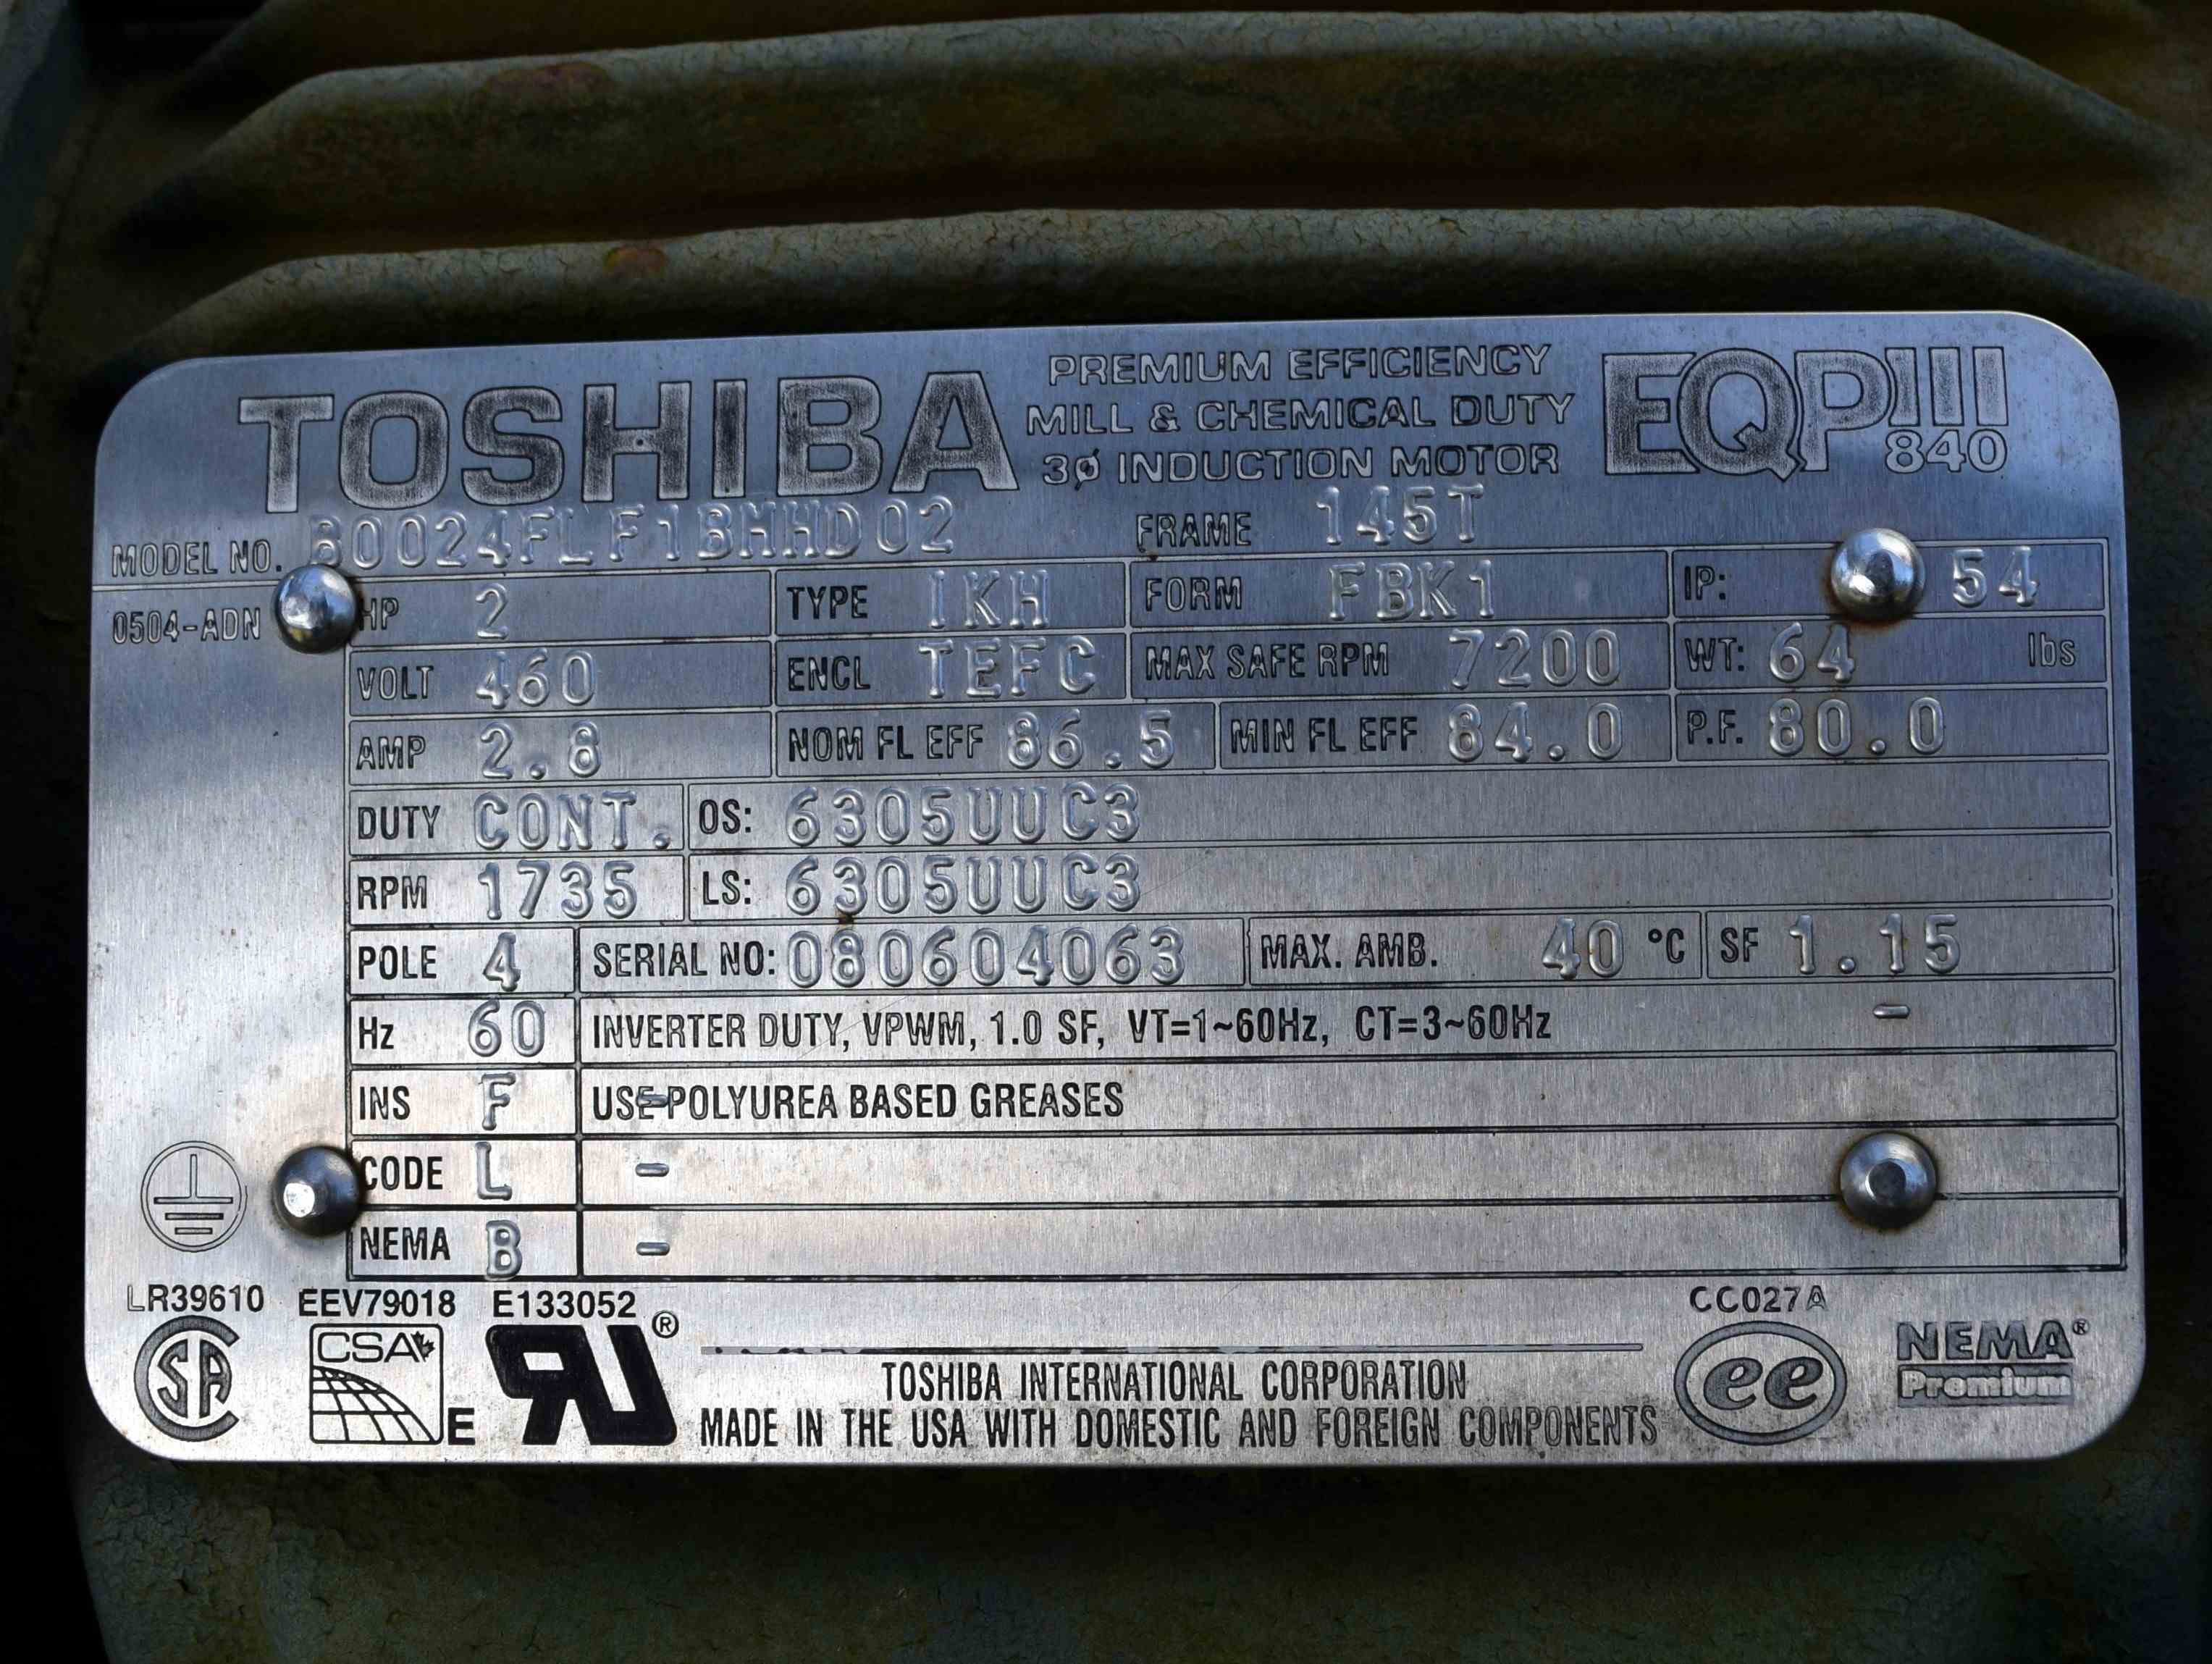 TOSHIBA
PREMIUM EFFICIENCY
MILL & CHEMICAL DUTY
3ø INDUCTION MOTOR
EQPIII
840
MODEL NO. B0024FLF1BMHD02 FRAME 145T
0504-ADN
HP 2 TYPE IKH FORM FBK1 IP: 54
VOLT 460 ENCL TEFC MAX SAFE RPM 7200 WT: 64 lbs
AMP 2.8 NOM FL EFF 86.5 MIN FL EFF 84.0 P.F. 80.0
DUTY CONT. OS: 6305UUC3
RPM 1735 LS: 6305UUC3
POLE 4 SERIAL NO: 080604063 MAX. AMB. 40 °C SF 1.15
Hz 60 INVERTER DUTY, VPWM, 1.0 SF, VT=1~60Hz, CT=3~60Hz -
INS F USE-POLYUREA BASED GREASES
CODE L -
NEMA B -
LR39610 EEV79018 E133052 CC027A
SA CSA E RU® ee NEMA® Premium
TOSHIBA INTERNATIONAL CORPORATION
MADE IN THE USA WITH DOMESTIC AND FOREIGN COMPONENTS